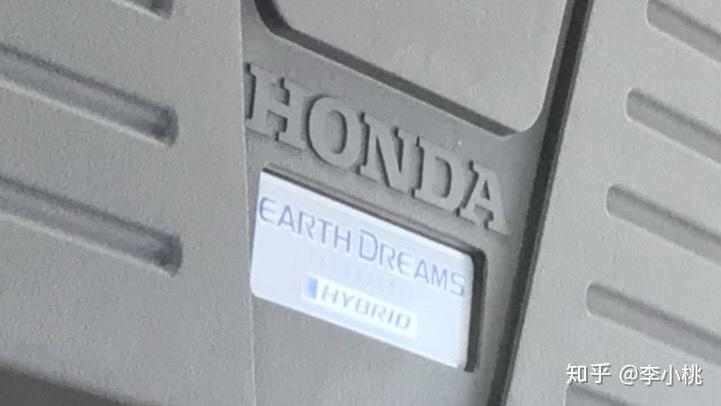 HONDA
EARTH DREAMS
HYBRID
知乎 @李小桃